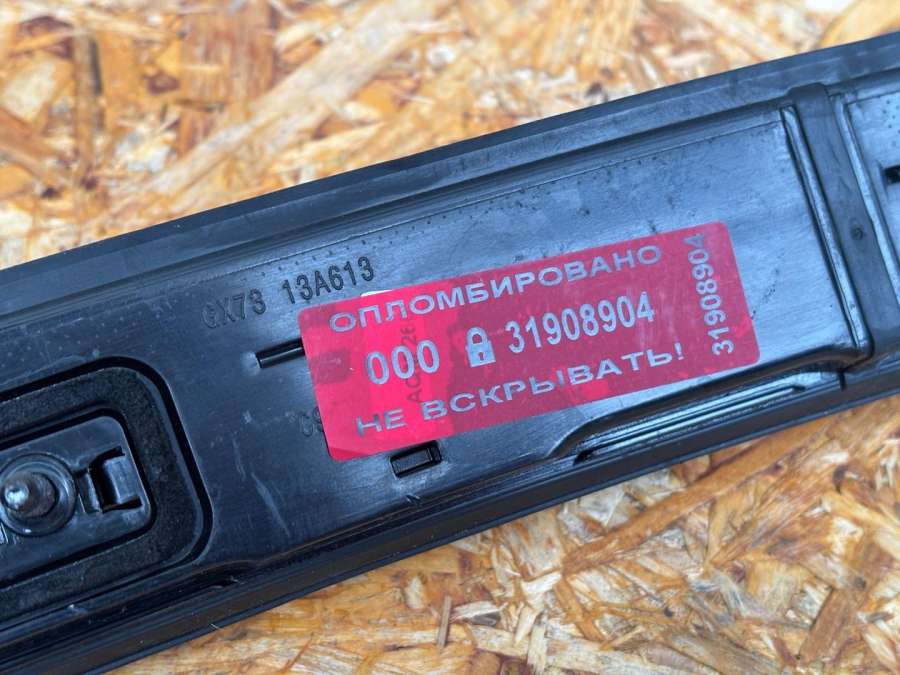 GX73 13A613
ОПЛОМБИРОВАНО
000 31908904
НЕ ВСКРЫВАТЬ!
31908904